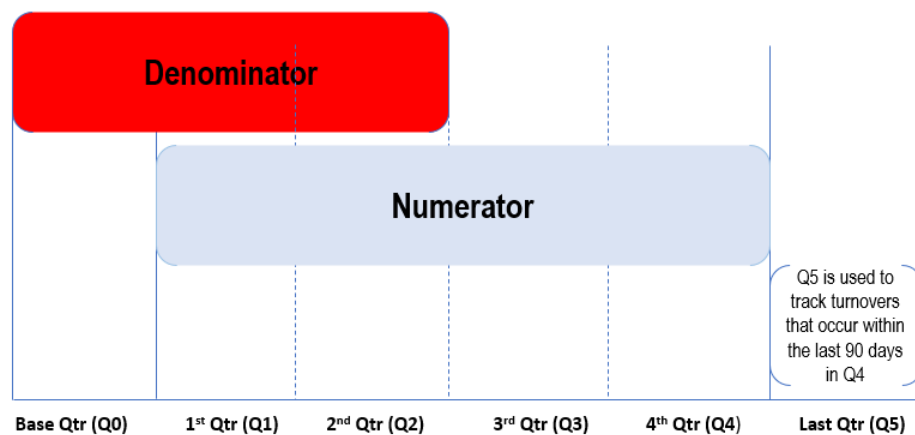 Denominator
Numerator
Q5 is used to
track turnovers
that occur within
the last 90 days
in Q4
Base Qtr (Q0) 1st Qtr (Q1) 2nd Qtr (Q2) 3rd Qtr (Q3) 4th Qtr (Q4) Last Qtr (Q5)